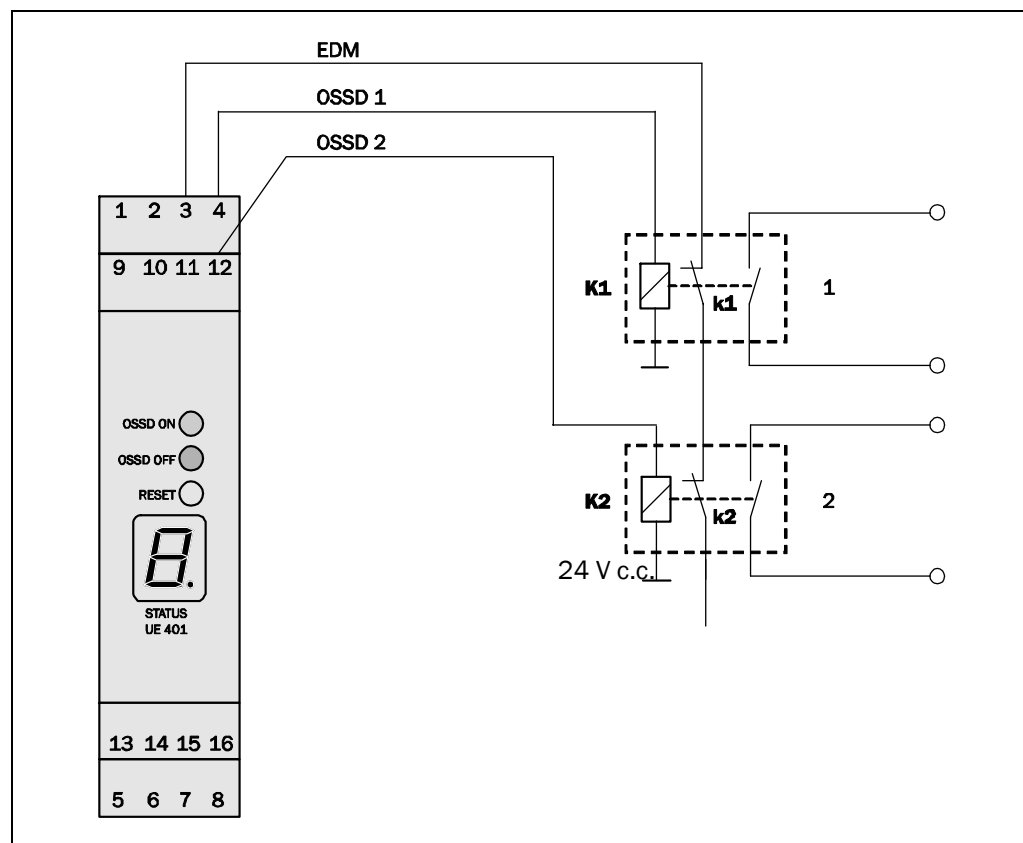 EDM
OSSD 1
OSSD 2
1 2 3 4
9 10 11 12
K1
k1
1
OSSD ON
OSSD OFF
RESET
8.
STATUS
UE 401
K2
k2
2
24 V c.c.
13 14 15 16
5 6 7 8